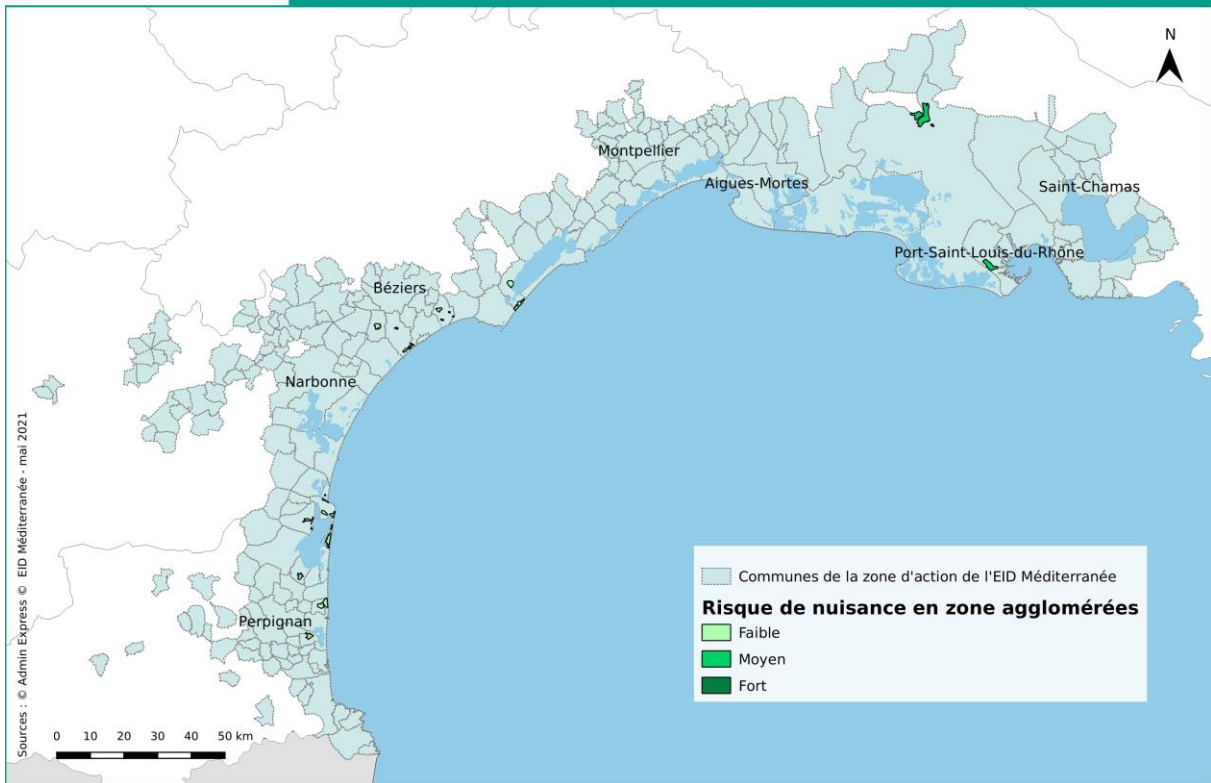 N
Montpellier
Aigues-Mortes
Saint-Chamas
Port-Saint-Louis-du-Rhône
Béziers
Narbonne
Perpignan
Communes de la zone d'action de l'EID Méditerranée
Risque de nuisance en zone agglomérées
Faible
Moyen
Fort
0 10 20 30 40 50 km
Sources : © Admin Express © EID Méditerranée - mai 2021